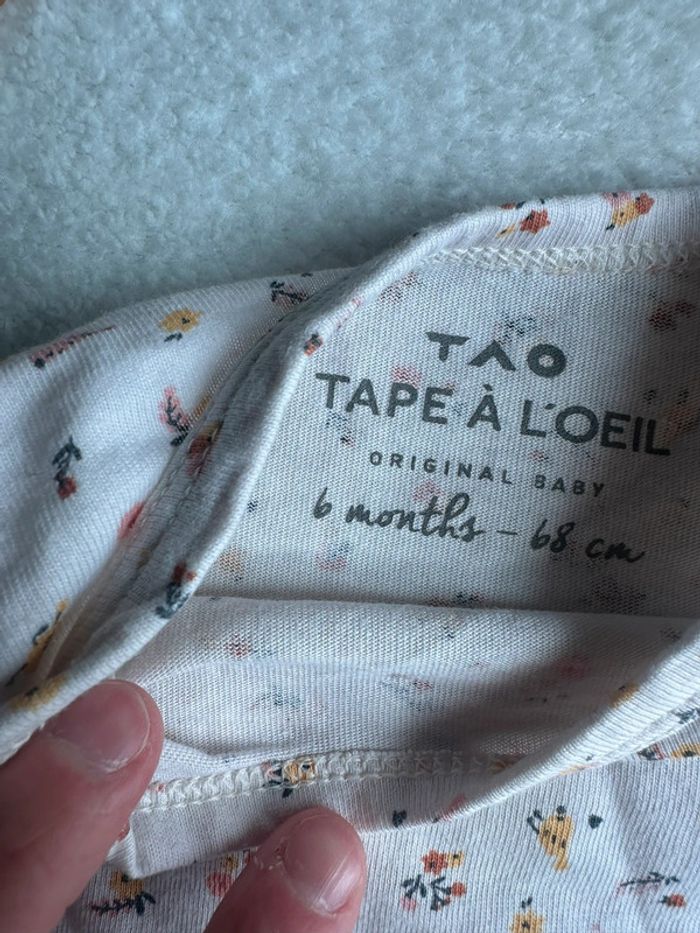 TAO
TAPE À L'OEIL
ORIGINAL BABY
6 months - 68 cm